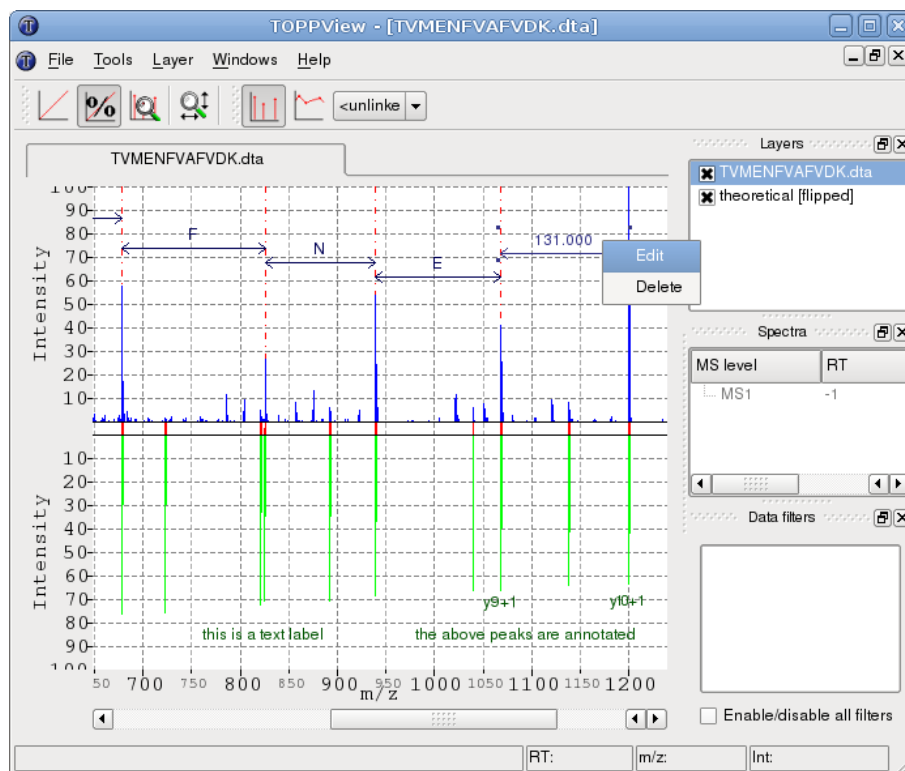 TOPPView - [TVMENFVAFVDK.dta]
File Tools Layer Windows Help
% <unlinke
TVMENFVAFVDK.dta
Layers
TVMENFVAFVDK.dta
theoretical [flipped]
100
90
80
70
60
50
40
30
20
10
Intensity
F
N
E
131.000
Edit
Delete
Spectra
MS level RT
MS1 -1
10
20
30
40
50
60
70
80
90
100
Intensity
y9+1
y10+1
this is a text label
the above peaks are annotated
50 700 750 800 850 900 950 1000 1050 1100 1150 1200
m/z
Data filters
Enable/disable all filters
RT: m/z: Int: